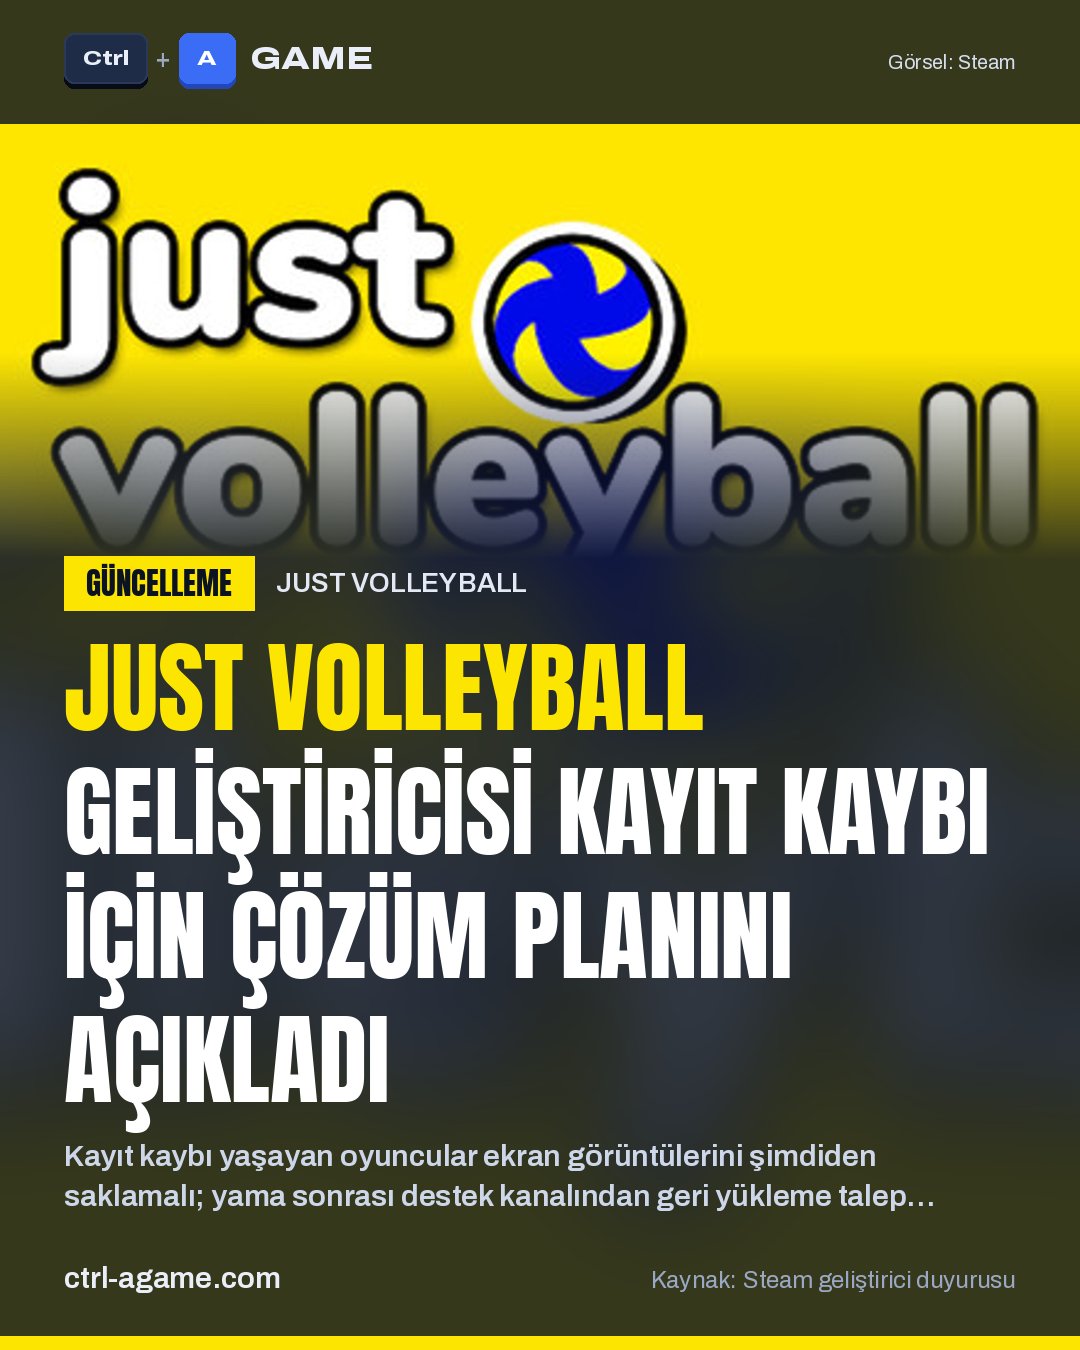 Ctrl + A GAME
Görsel: Steam
just
volleyball
GÜNCELLEME JUST VOLLEYBALL
JUST VOLLEYBALL
GELİŞTİRİCİSİ KAYIT KAYBI
İÇİN ÇÖZÜM PLANINI
AÇIKLADI
Kayıt kaybı yaşayan oyuncular ekran görüntülerini şimdiden
saklamalı; yama sonrası destek kanalından geri yükleme talep…
ctrl-agame.com
Kaynak: Steam geliştirici duyurusu